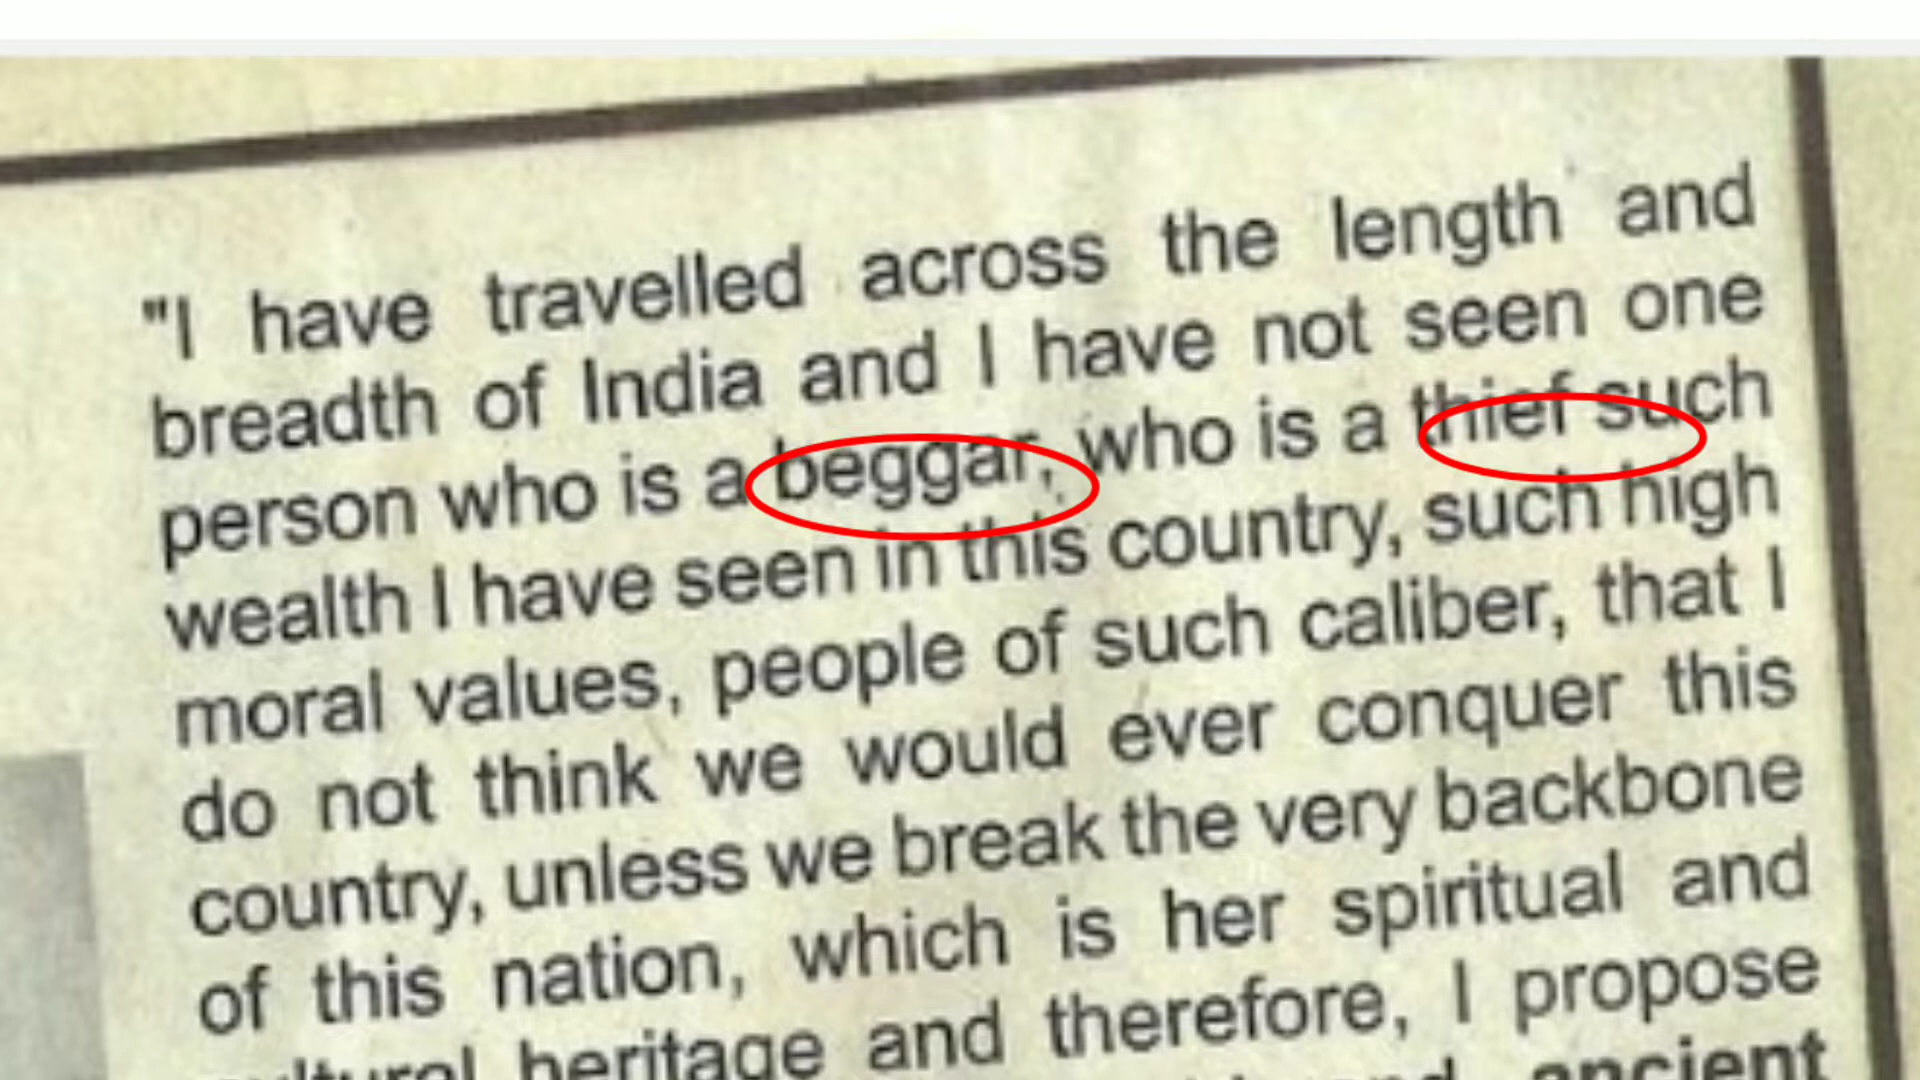 "I have travelled across the length and
breadth of India and I have not seen one
person who is a beggar, who is a thief such
wealth I have seen in this country, such high
moral values, people of such caliber, that I
do not think we would ever conquer this
country, unless we break the very backbone
of this nation, which is her spiritual and
cultural heritage and therefore, I propose
ancient